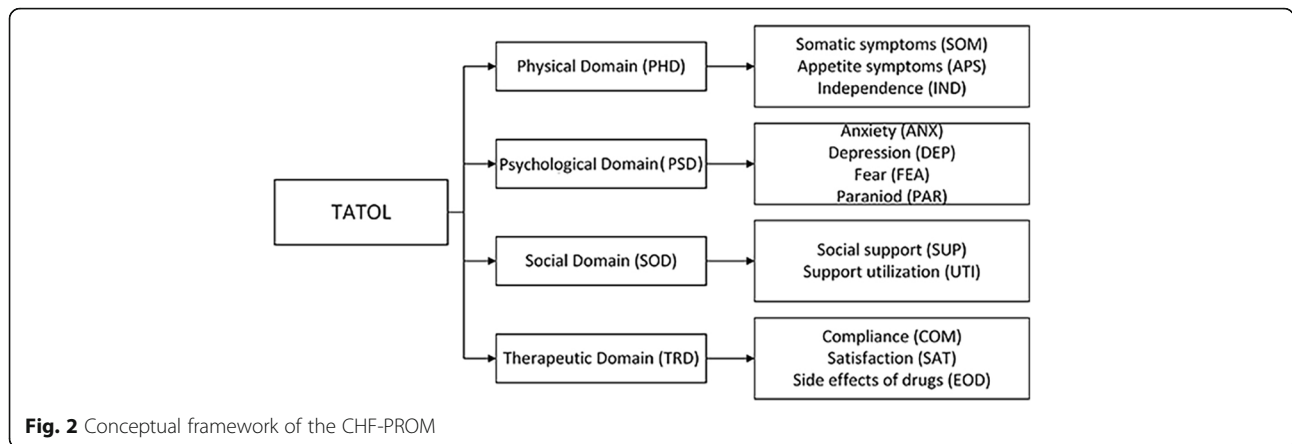 Physical Domain (PHD)
Somatic symptoms (SOM)
Appetite symptoms (APS)
Independence (IND)
Psychological Domain (PSD)
Anxiety (ANX)
Depression (DEP)
Fear (FEA)
Paraniod (PAR)
TATOL
Social Domain (SOD)
Social support (SUP)
Support utilization (UTI)
Therapeutic Domain (TRD)
Compliance (COM)
Satisfaction (SAT)
Side effects of drugs (EOD)
Fig. 2 Conceptual framework of the CHF-PROM